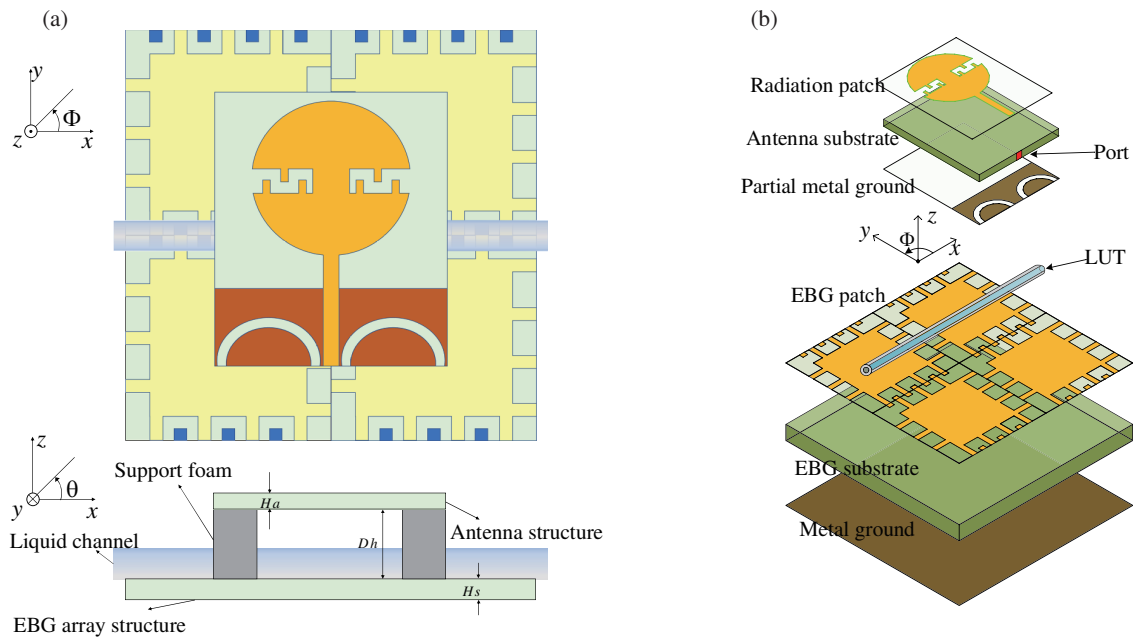 (a)
y
Φ
z
x
z
θ
y
x
Support foam
Ha
Antenna structure
Liquid channel
Dh
Hs
EBG array structure
(b)
Radiation patch
Antenna substrate
Port
Partial metal ground
z
y
Φ
x
LUT
EBG patch
EBG substrate
Metal ground